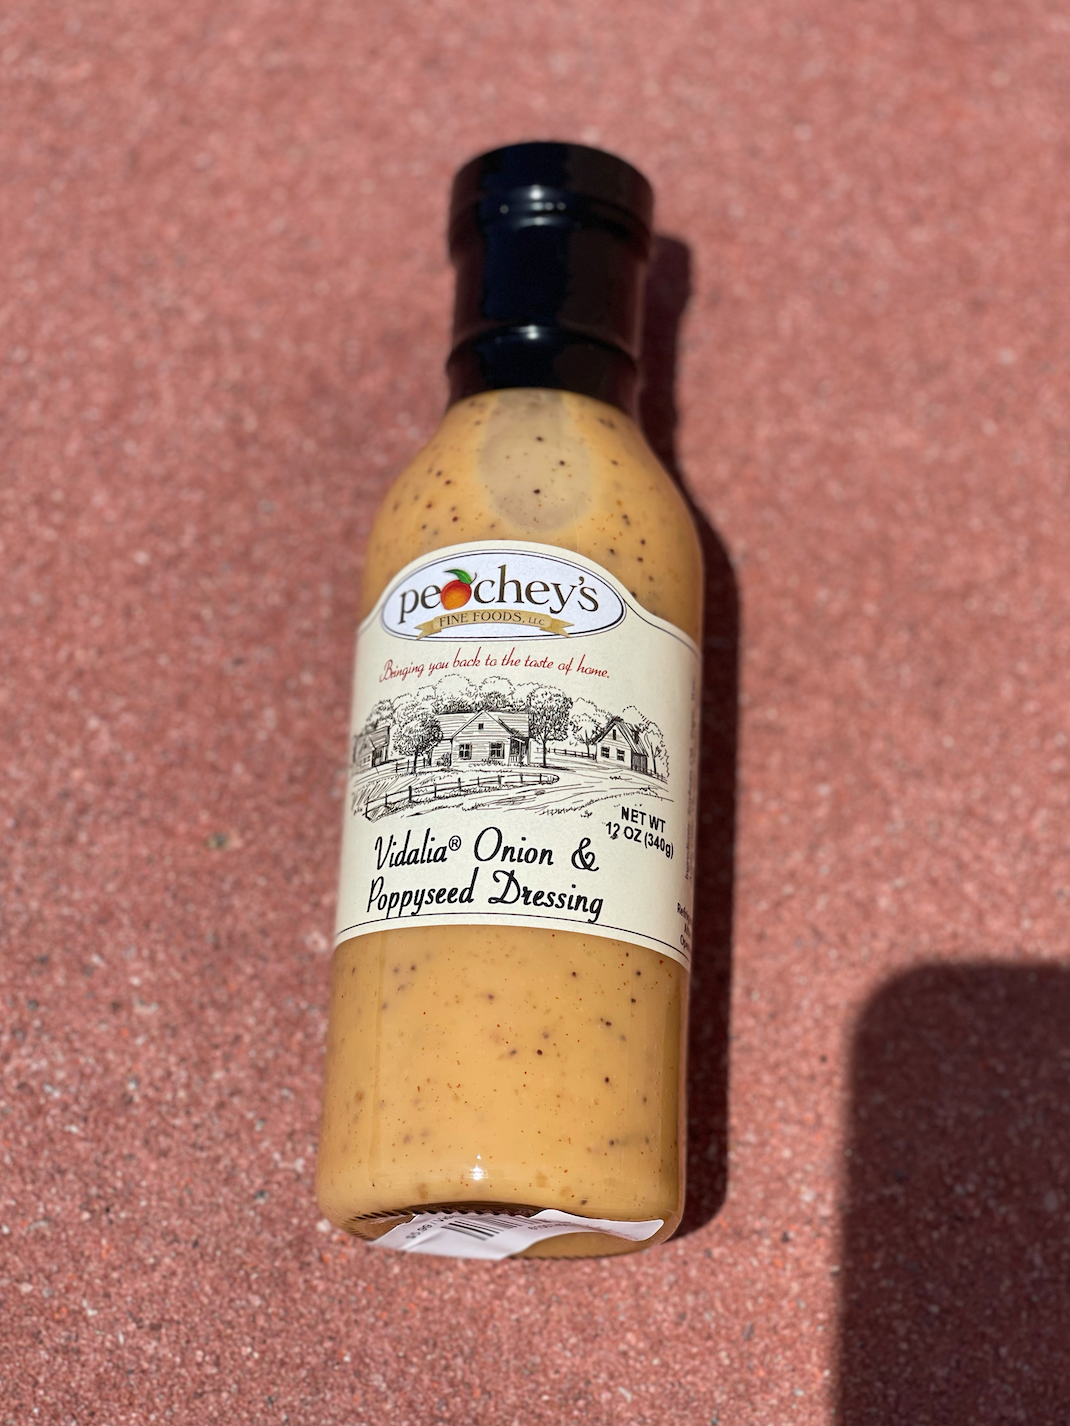 peachey's
FINE FOODS, LLC
Bringing you back to the taste of home.
NET WT
12 OZ (340g)
Vidalia® Onion &
Poppyseed Dressing